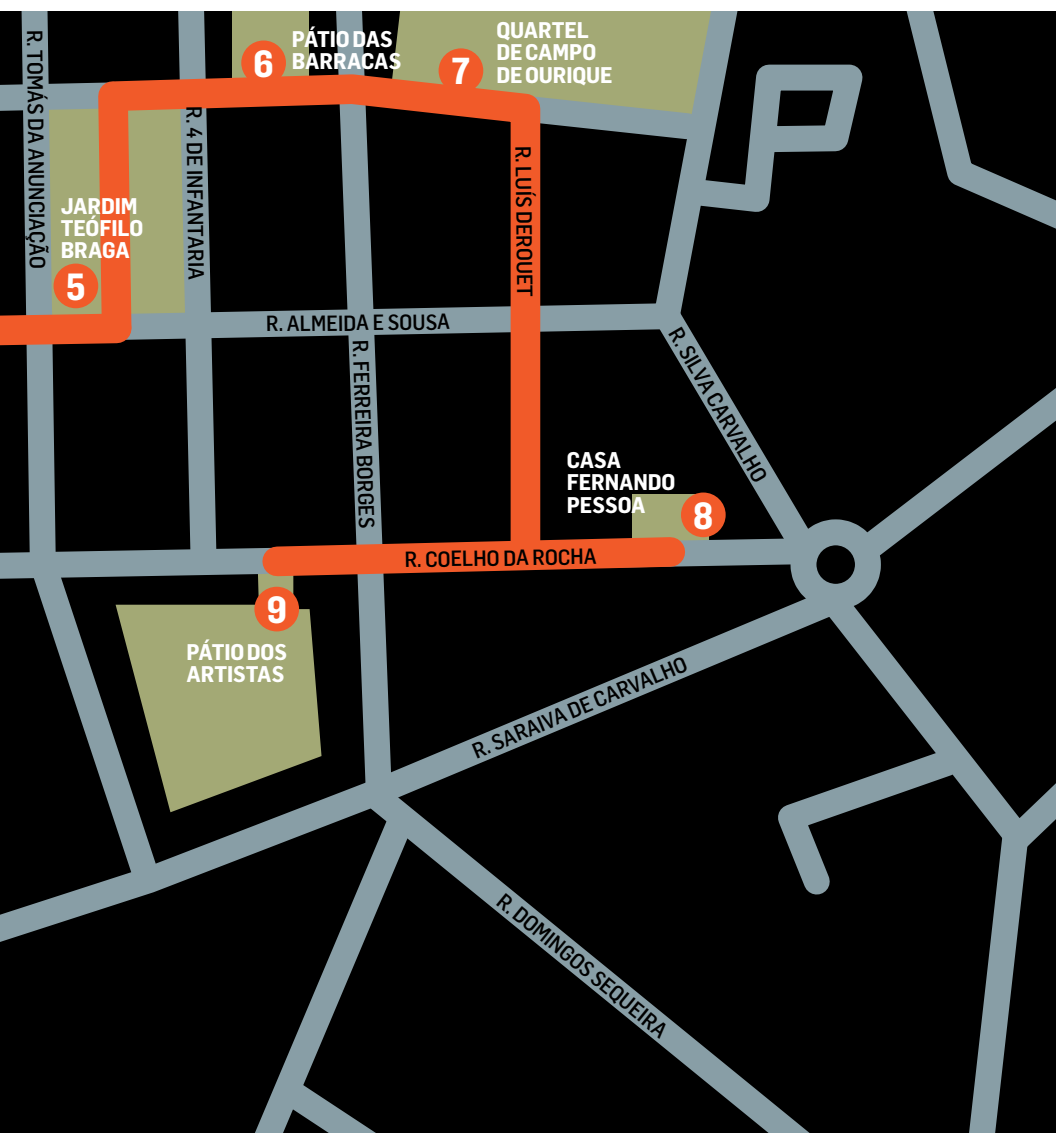 R. TOMÁS DA ANUNCIAÇÃO
6
PÁTIO DAS
BARRACAS
7
QUARTEL
DE CAMPO
DE OURIQUE
R. 4 DE INFANTARIA
R. LUÍS DEROUET
JARDIM
TEÓFILO
BRAGA
5
R. ALMEIDA E SOUSA
R. FERREIRA BORGES
R. SILVA CARVALHO
CASA
FERNANDO
PESSOA
8
R. COELHO DA ROCHA
9
PÁTIO DOS
ARTISTAS
R. SARAIVA DE CARVALHO
R. DOMINGOS SEQUEIRA